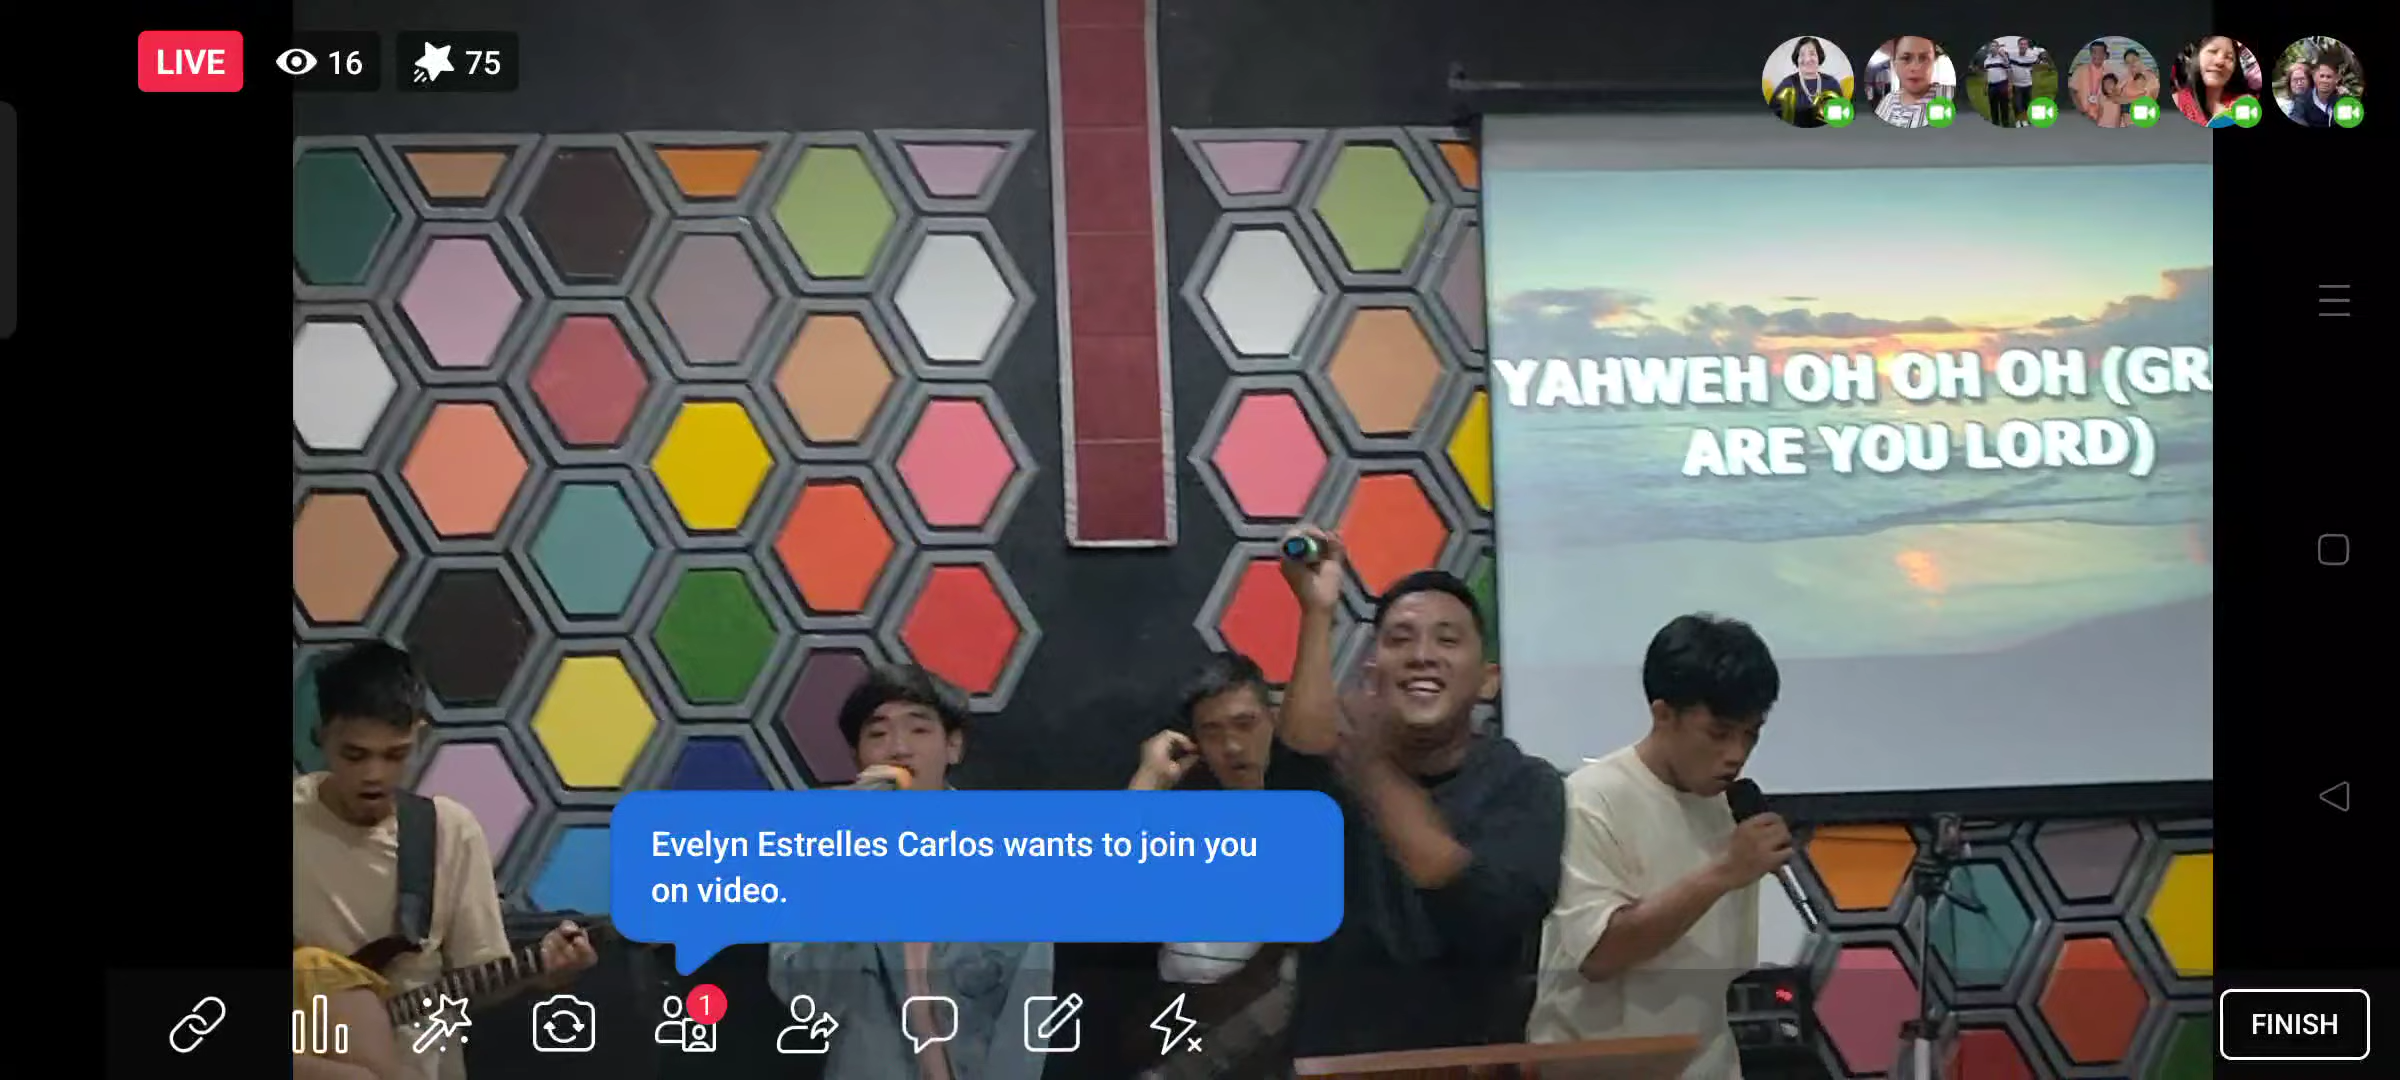 LIVE
16
75
YAHWEH OH OH OH (GR
ARE YOU LORD)
Evelyn Estrelles Carlos wants to join you
on video.
1
FINISH